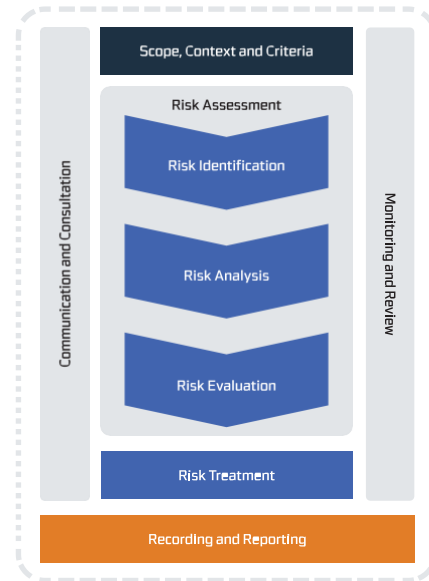 Scope, Context and Criteria
Risk Assessment
Risk Identification
Risk Analysis
Risk Evaluation
Risk Treatment
Communication and Consultation
Monitoring and Review
Recording and Reporting